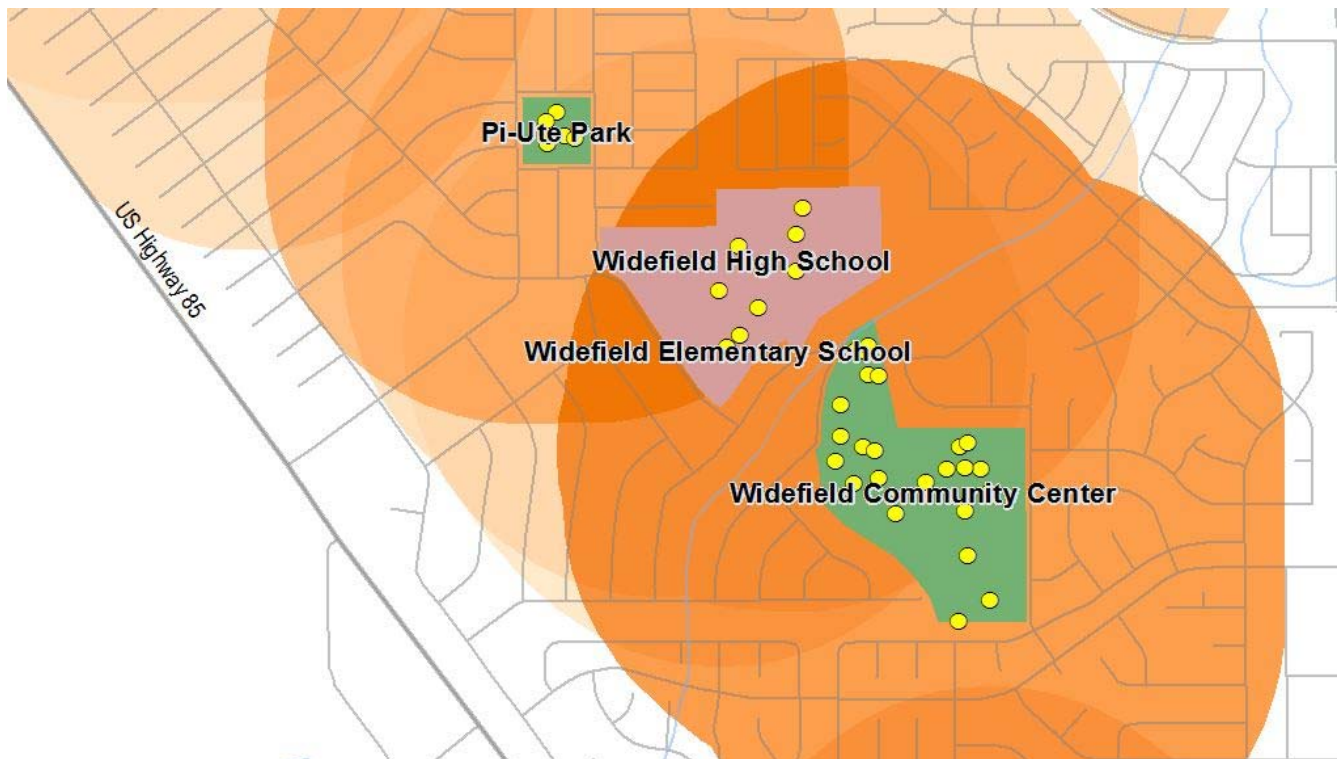 Pi-Ute Park
US Highway 85
Widefield High School
Widefield Elementary School
Widefield Community Center